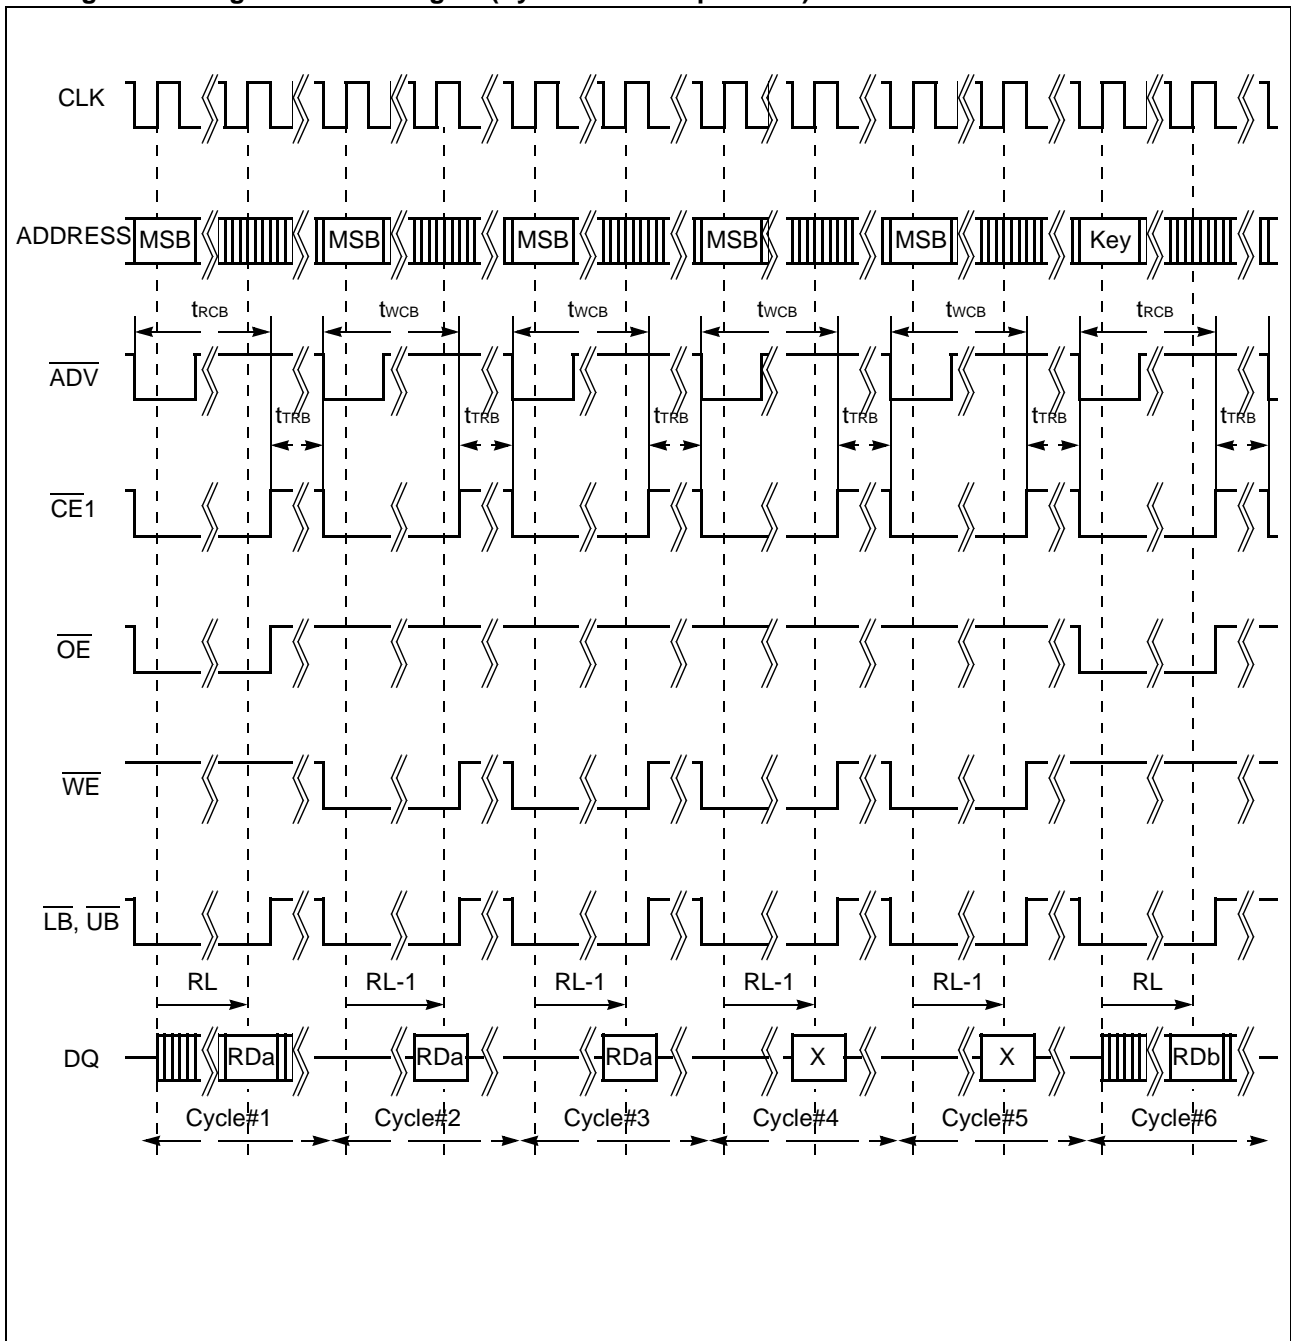 CLK
ADDRESS MSB MSB MSB MSB MSB Key
tRCB tWCB tWCB tWCB tWCB tRCB
ADV
tTRB tTRB tTRB tTRB tTRB tTRB
CE1
OE
WE
LB, UB
RL RL-1 RL-1 RL-1 RL-1 RL
DQ RDa RDa RDa X X RDb
Cycle#1 Cycle#2 Cycle#3 Cycle#4 Cycle#5 Cycle#6